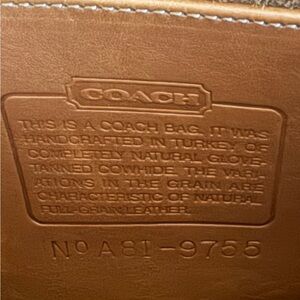 COACH
THIS IS A COACH BAG. IT WAS
HANDCRAFTED IN TURKEY OF
COMPLETELY NATURAL GLOVE-
TANNED COWHIDE. THE VARI-
ATIONS IN THE GRAIN ARE
CHARACTERISTIC OF NATURAL
FULL GRAIN LEATHER.
No A81-9755